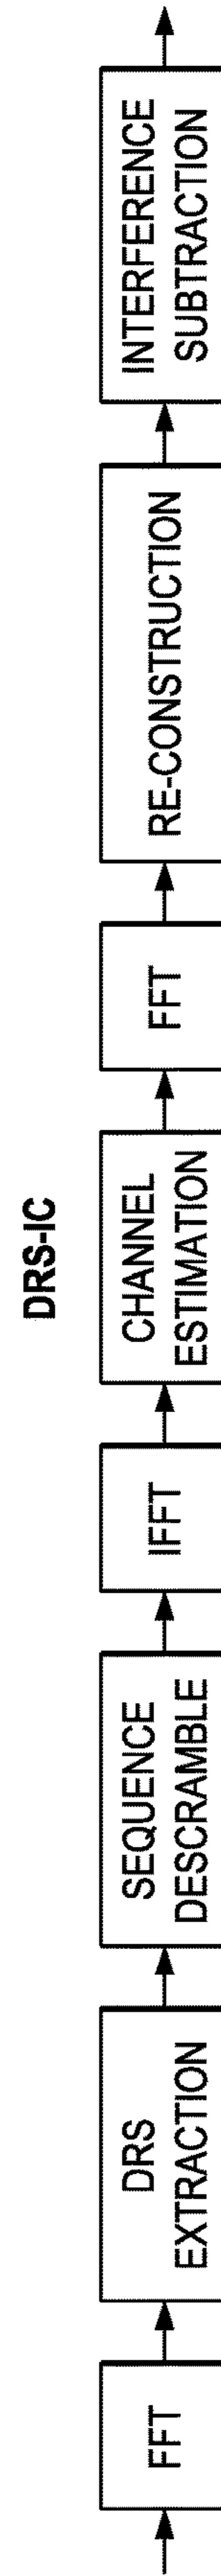 DRS-IC
FFT
DRS
EXTRACTION
SEQUENCE
DESCRAMBLE
IFFT
CHANNEL
ESTIMATION
FFT
RE-CONSTRUCTION
INTERFERENCE
SUBTRACTION